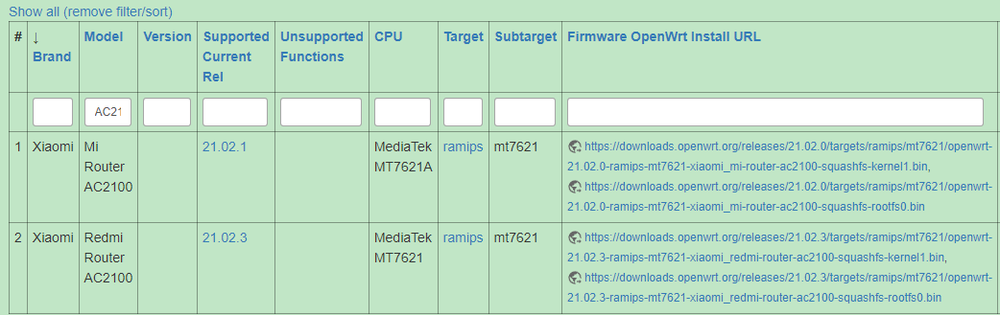 Show all (remove filter/sort)
# ↓ Brand Model Version Supported Current Rel Unsupported Functions CPU Target Subtarget Firmware OpenWrt Install URL
AC21
1 Xiaomi Mi Router AC2100 21.02.1 MediaTek MT7621A ramips mt7621 https://downloads.openwrt.org/releases/21.02.0/targets/ramips/mt7621/openwrt-
21.02.0-ramips-mt7621-xiaomi_mi-router-ac2100-squashfs-kernel1.bin,
https://downloads.openwrt.org/releases/21.02.0/targets/ramips/mt7621/openwrt-
21.02.0-ramips-mt7621-xiaomi_mi-router-ac2100-squashfs-rootfs0.bin
2 Xiaomi Redmi Router AC2100 21.02.3 MediaTek MT7621 ramips mt7621 https://downloads.openwrt.org/releases/21.02.3/targets/ramips/mt7621/openwrt-
21.02.3-ramips-mt7621-xiaomi_redmi-router-ac2100-squashfs-kernel1.bin,
https://downloads.openwrt.org/releases/21.02.3/targets/ramips/mt7621/openwrt-
21.02.3-ramips-mt7621-xiaomi_redmi-router-ac2100-squashfs-rootfs0.bin